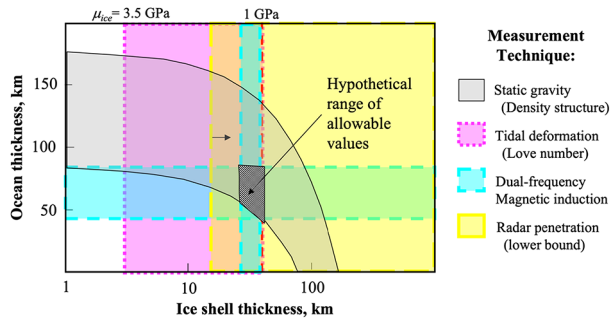 μice= 3.5 GPa
1 GPa
Ocean thickness, km
150
100
50
1
10
100
Ice shell thickness, km
Hypothetical
range of
allowable
values
Measurement
Technique:
Static gravity
(Density structure)
Tidal deformation
(Love number)
Dual-frequency
Magnetic induction
Radar penetration
(lower bound)